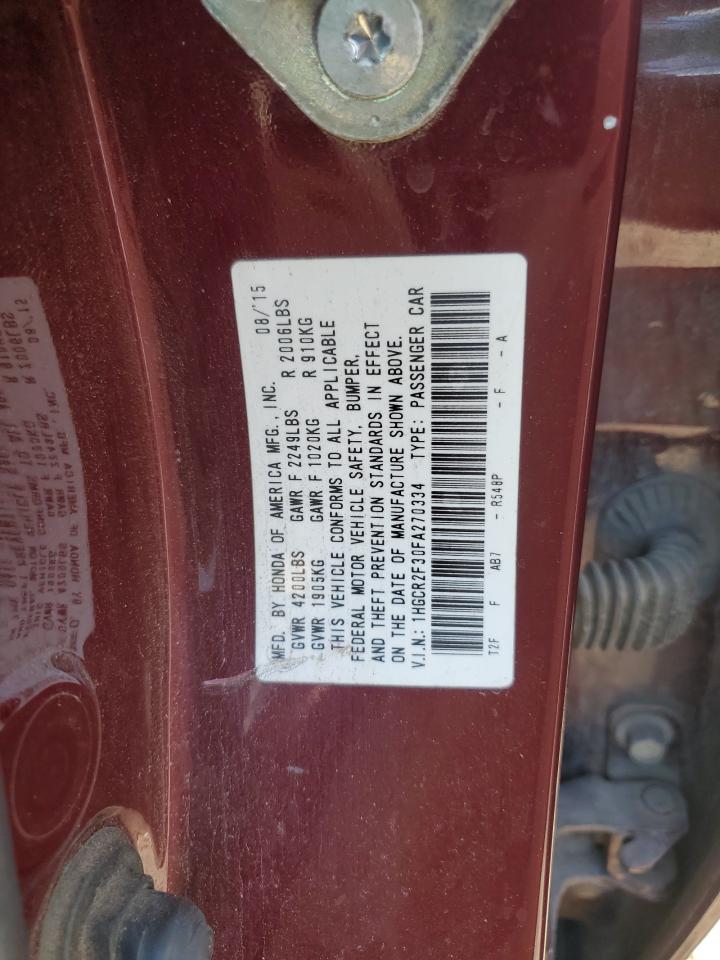 MFD. BY HONDA OF AMERICA MFG., INC. 08/'15
GVWR 4200LBS GAWR F 2249LBS R 2006LBS
GVWR 1905KG GAWR F 1020KG R 910KG
THIS VEHICLE CONFORMS TO ALL APPLICABLE
FEDERAL MOTOR VEHICLE SAFETY, BUMPER,
AND THEFT PREVENTION STANDARDS IN EFFECT
ON THE DATE OF MANUFACTURE SHOWN ABOVE.
V.I.N.: 1HGCR2F30FA270334 TYPE: PASSENGER CAR
T2F F AB7 - R548P - F - A